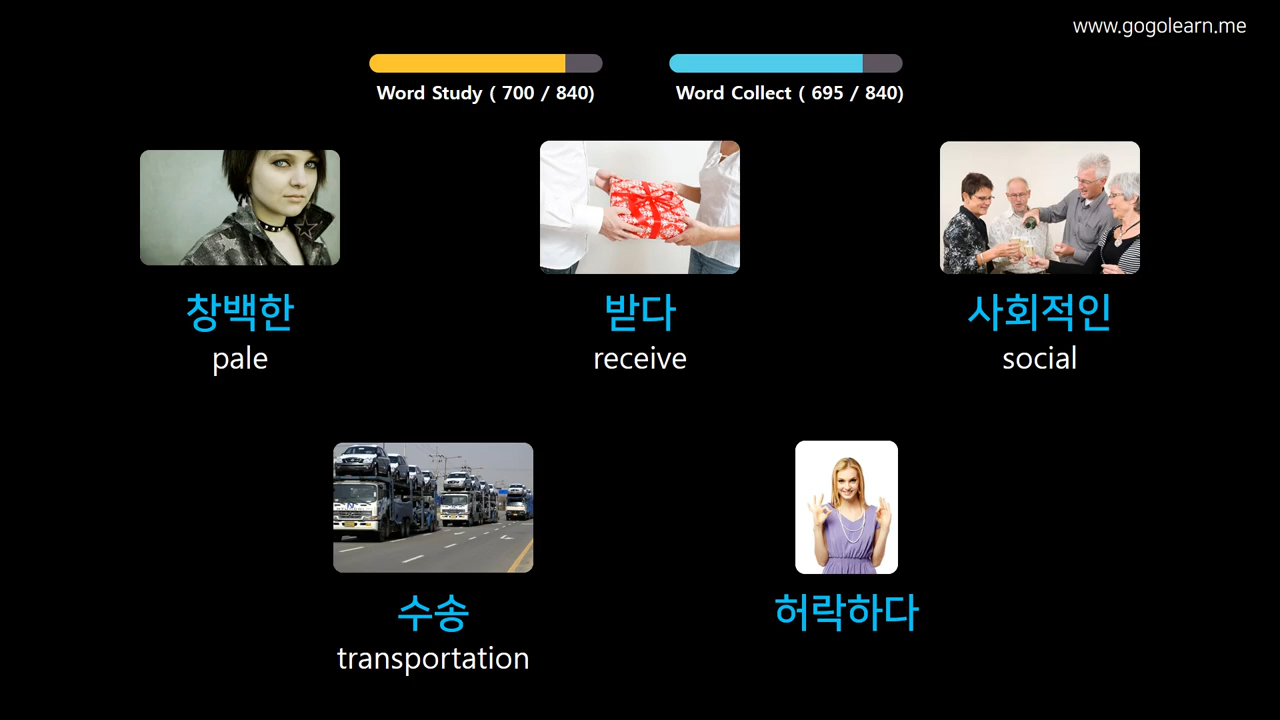 www.gogolearn.me
Word Study ( 700 / 840)
Word Collect ( 695 / 840)
창백한
pale
받다
receive
사회적인
social
수송
transportation
허락하다